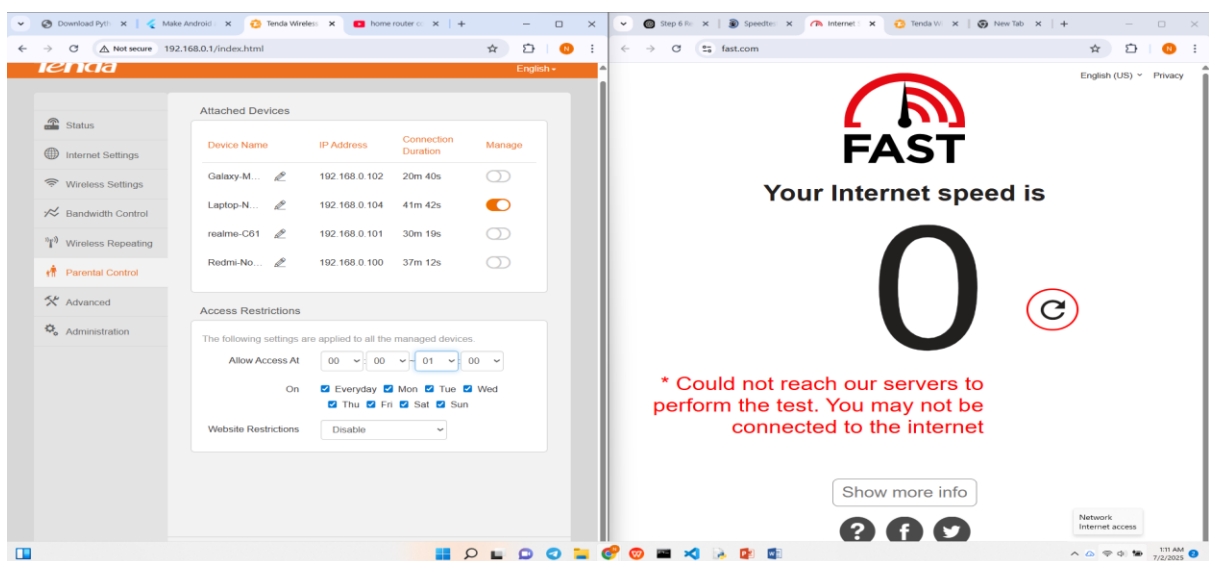 Download Pyth
Make Android
Tenda Wireless
home router
Step 6
Speedtest
Internet
Tenda Wi
New Tab
Not secure 192.168.0.1/index.html
N
fast.com
N
Tenda
English
Status
Internet Settings
Wireless Settings
Bandwidth Control
Wireless Repeating
Parental Control
Advanced
Administration
Attached Devices
Device Name IP Address Connection Duration Manage
Galaxy-M... 192.168.0.102 20m 40s
Laptop-N... 192.168.0.104 41m 42s
realme-C61 192.168.0.101 30m 19s
Redmi-No... 192.168.0.100 37m 12s
Access Restrictions
The following settings are applied to all the managed devices.
Allow Access At 00 : 00 – 01 : 00
On Everyday Mon Tue Wed
Thu Fri Sat Sun
Website Restrictions Disable
English (US) Privacy
FAST
Your Internet speed is
0
* Could not reach our servers to
perform the test. You may not be
connected to the internet
Show more info
? f
Network
Internet access
1:11 AM
7/2/2025
2